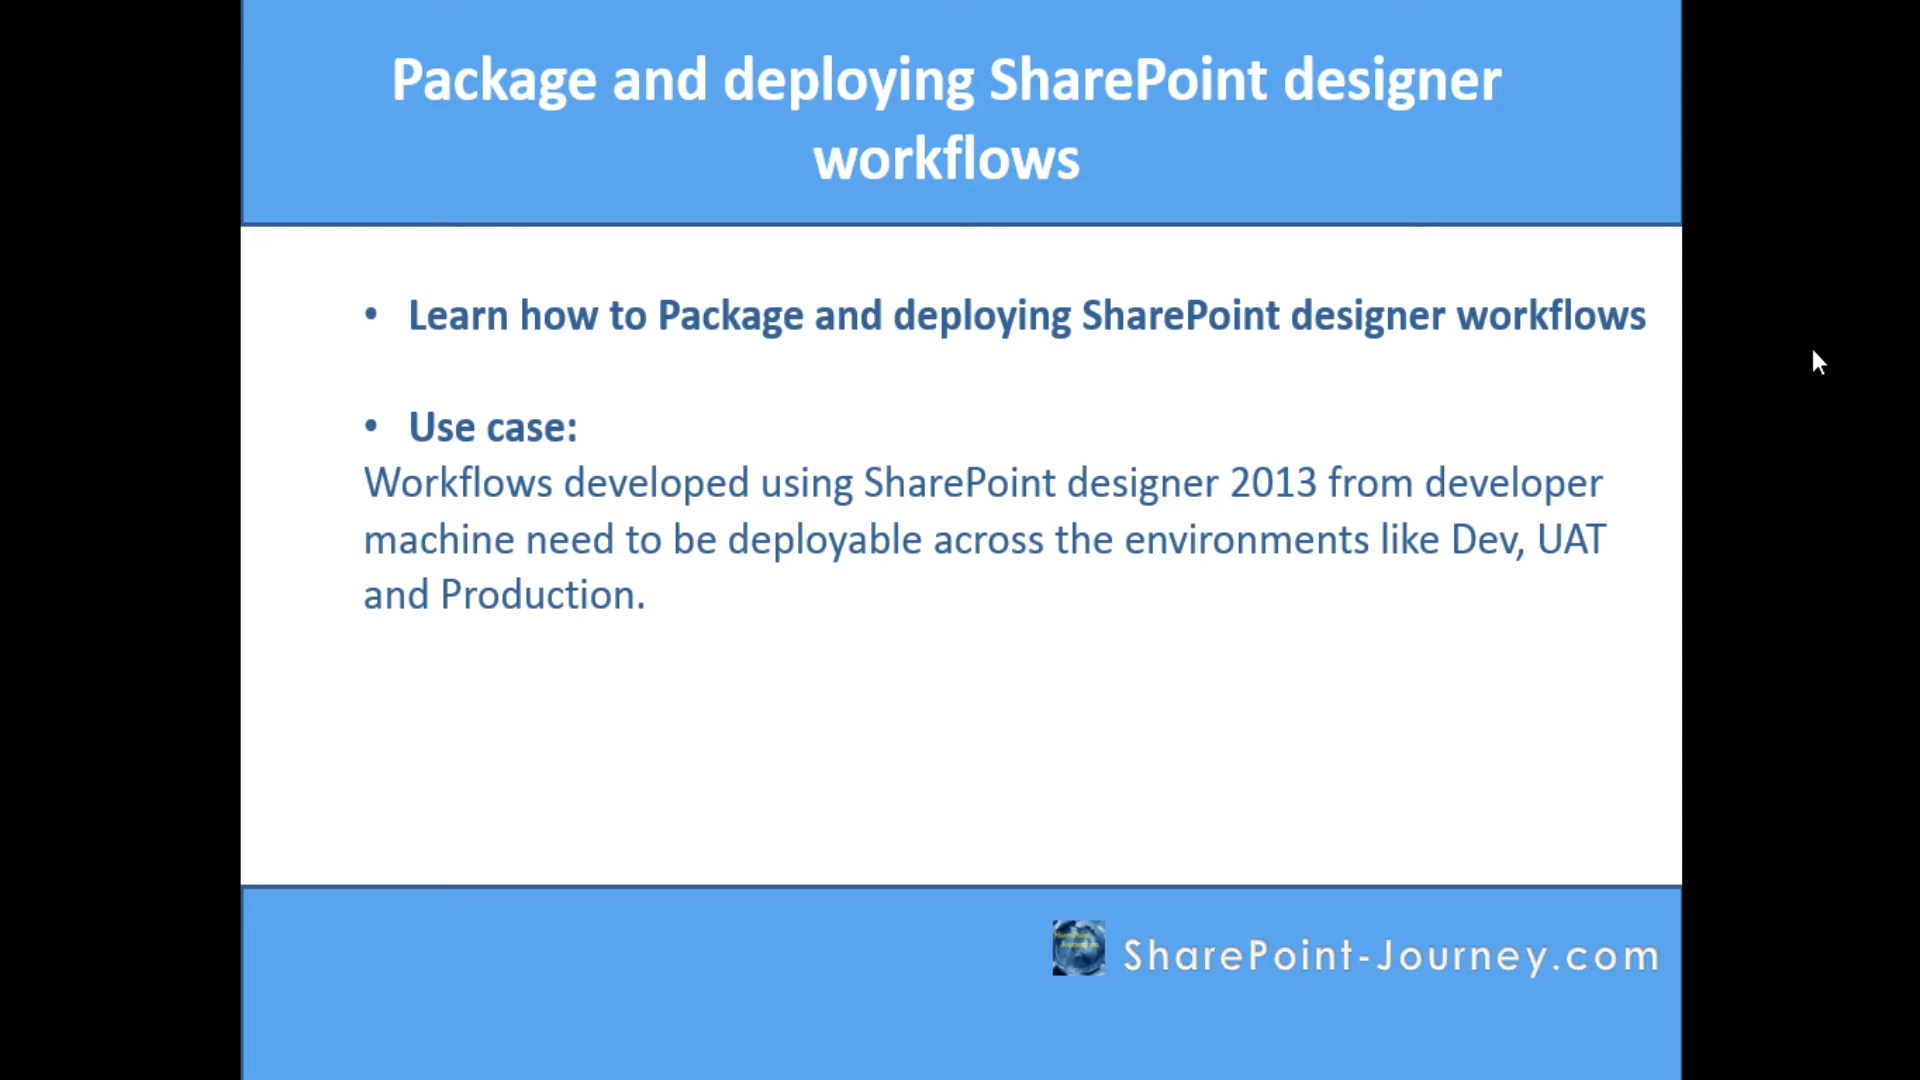 Package and deploying SharePoint designer
workflows
• Learn how to Package and deploying SharePoint designer workflows
• Use case:
Workflows developed using SharePoint designer 2013 from developer
machine need to be deployable across the environments like Dev, UAT
and Production.
SharePoint-Journey.com